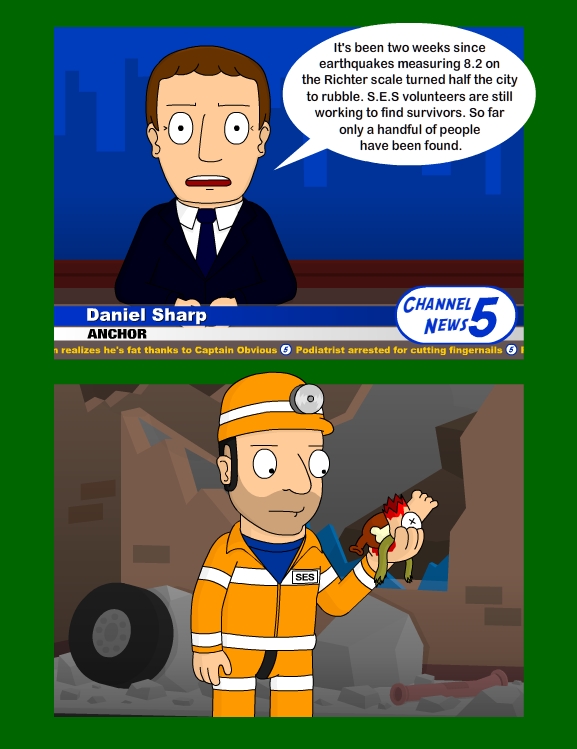 It's been two weeks since
earthquakes measuring 8.2 on
the Richter scale turned half the city
to rubble. S.E.S volunteers are still
working to find survivors. So far
only a handful of people
have been found.
Daniel Sharp
ANCHOR
CHANNEL
NEWS 5
n realizes he's fat thanks to Captain Obvious 5 Podiatrist arrested for cutting fingernails 5
SES